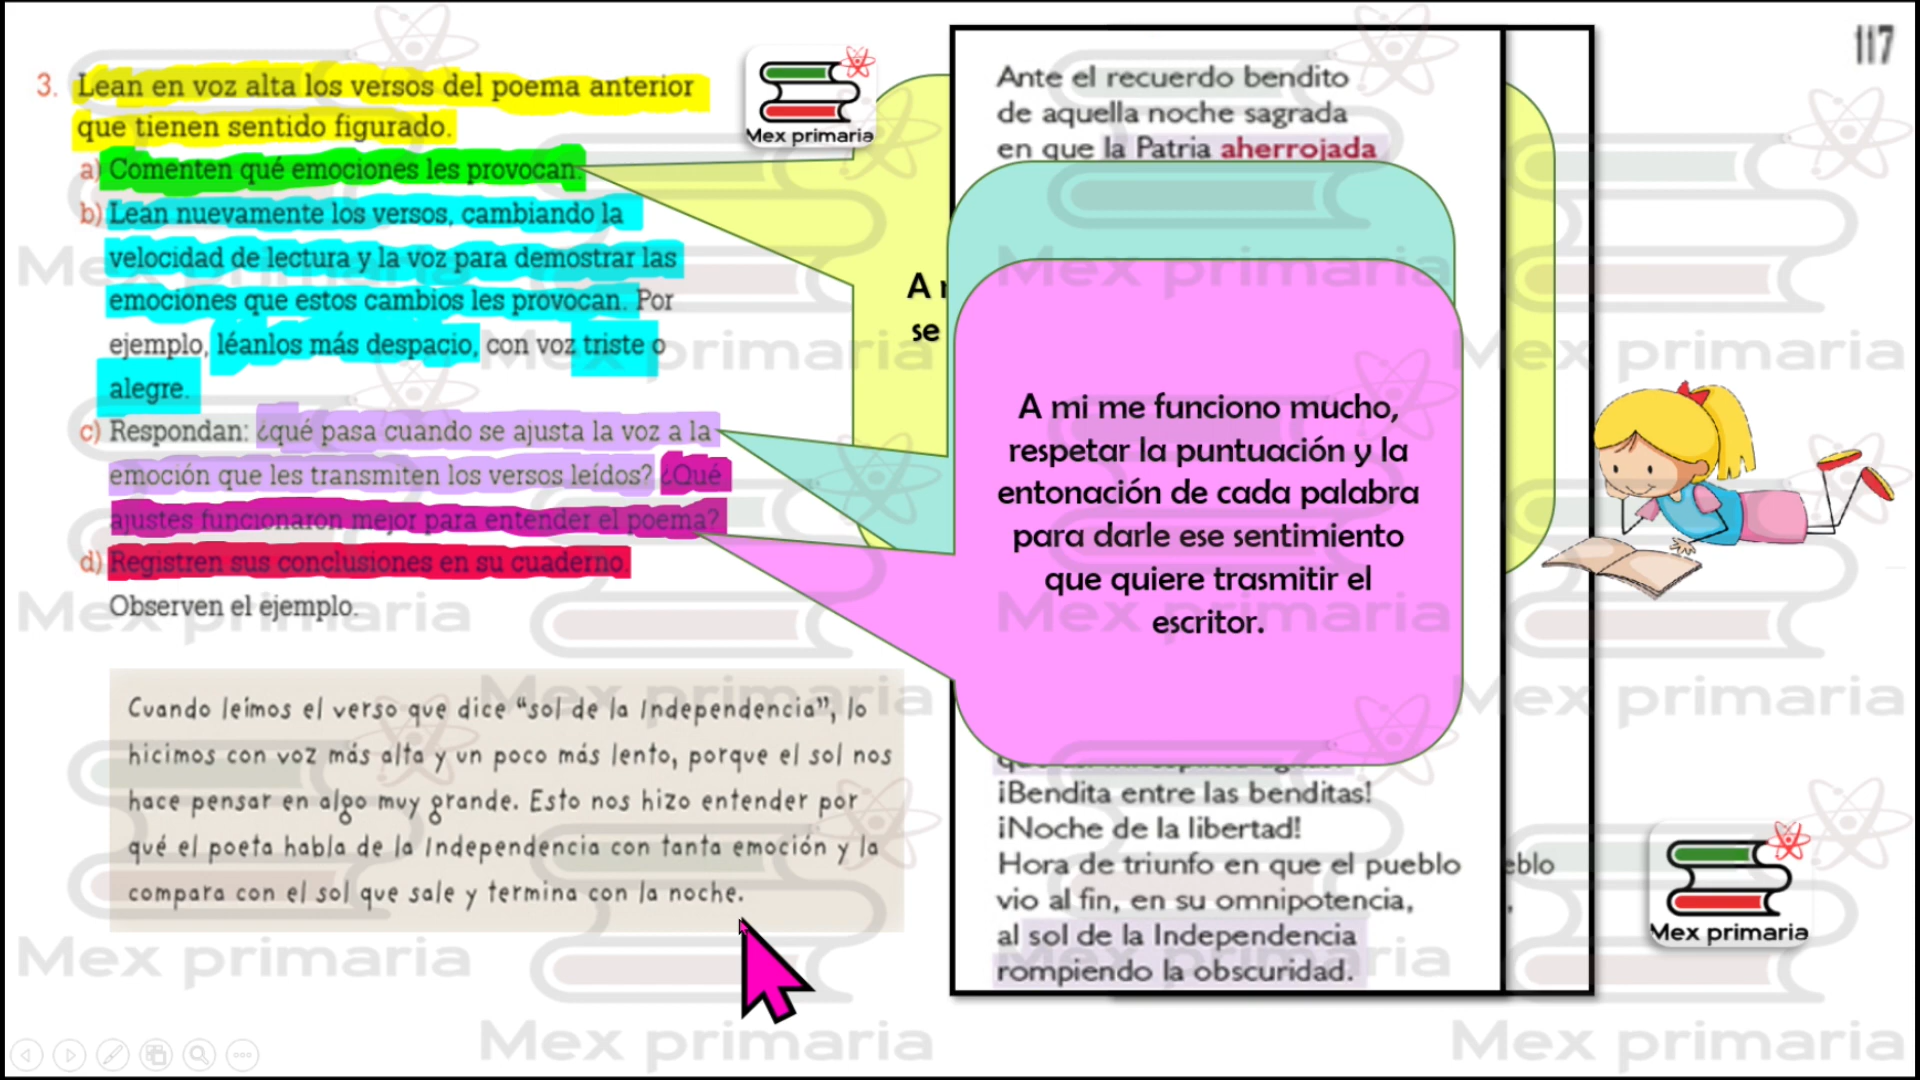 117
3. Lean en voz alta los versos del poema anterior
que tienen sentido figurado.
a) Comenten qué emociones les provocan.
b) Lean nuevamente los versos, cambiando la
velocidad de lectura y la voz para demostrar las
emociones que estos cambios les provocan. Por
ejemplo, léanlos más despacio, con voz triste o
alegre.
c) Respondan: ¿qué pasa cuando se ajusta la voz a la
emoción que les transmiten los versos leídos? ¿Qué
ajustes funcionaron mejor para entender el poema?
d) Registren sus conclusiones en su cuaderno.
Observen el ejemplo.
Cuando leímos el verso que dice “sol de la Independencia”, lo
hicimos con voz más alta y un poco más lento, porque el sol nos
hace pensar en algo muy grande. Esto nos hizo entender por
qué el poeta habla de la Independencia con tanta emoción y la
compara con el sol que sale y termina con la noche.
Mex primaria
A
se
Ante el recuerdo bendito
de aquella noche sagrada
en que la Patria aherrojada
A mi me funciono mucho,
respetar la puntuación y la
entonación de cada palabra
para darle ese sentimiento
que quiere trasmitir el
escritor.
¡Bendita entre las benditas!
¡Noche de la libertad!
Hora de triunfo en que el pueblo
vio al fin, en su omnipotencia,
al sol de la Independencia
rompiendo la obscuridad.
eblo
,
Mex primaria